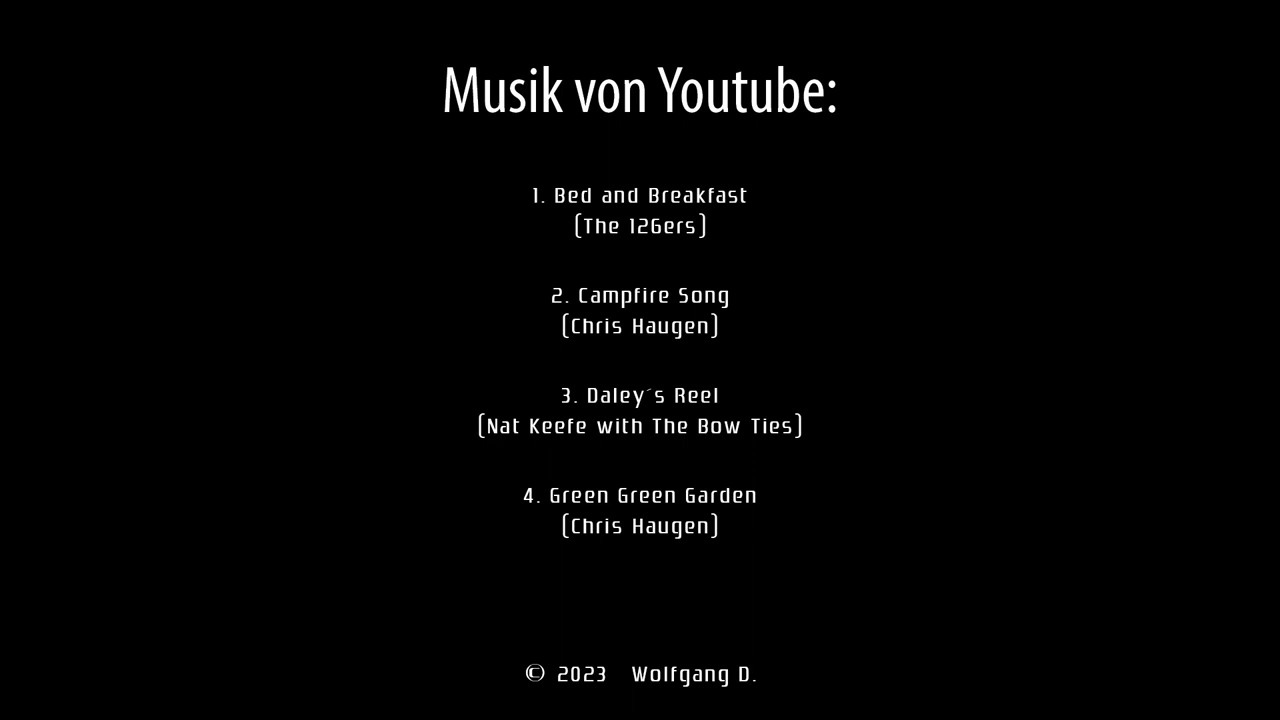 Musik von Youtube:
1. Bed and Breakfast
(The 126ers)
2. Campfire Song
(Chris Haugen)
3. Daley´s Reel
(Nat Keefe with The Bow Ties)
4. Green Green Garden
(Chris Haugen)
© 2023 Wolfgang D.